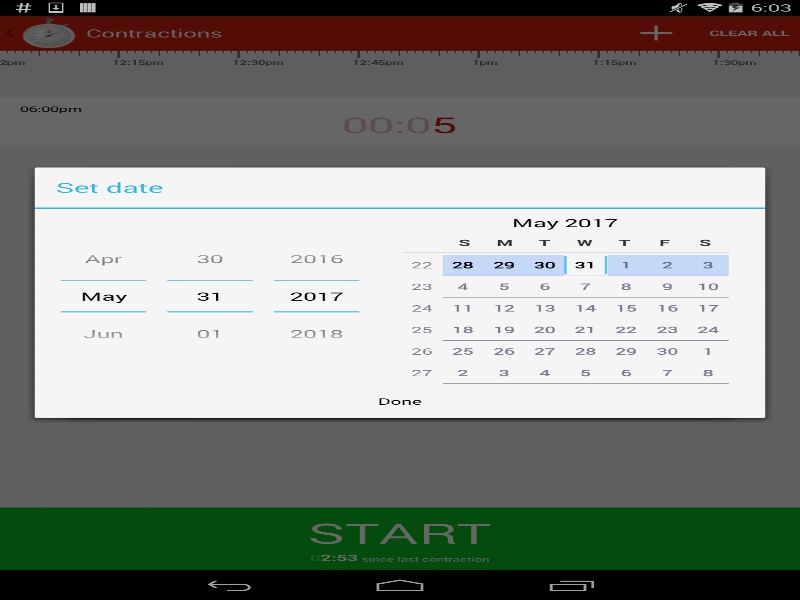 # 6:03
Contractions CLEAR ALL
2pm 12:15pm 12:30pm 12:45pm 1pm 1:15pm 1:30pm
06:00pm
00:05
Set date
May 2017
S M T W T F S
Apr 30 2016
22 28 29 30 31 1 2 3
23 4 5 6 7 8 9 10
May 31 2017
24 11 12 13 14 15 16 17
25 18 19 20 21 22 23 24
Jun 01 2018
26 25 26 27 28 29 30 1
27 2 3 4 5 6 7 8
Done
START
02:53 since last contraction